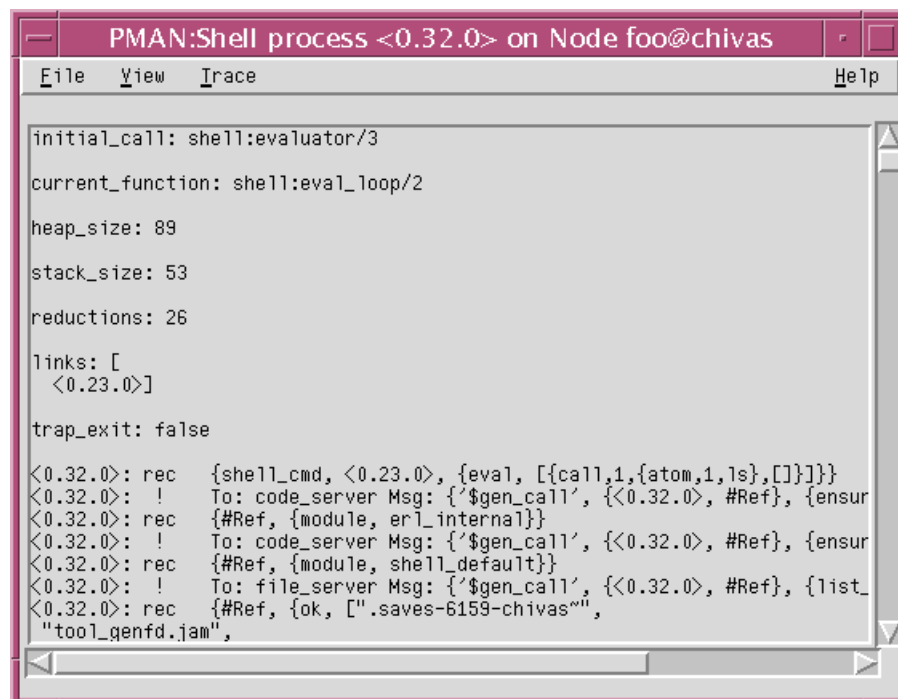 PMAN:Shell process <0.32.0> on Node foo@chivas
File View Trace Help
initial_call: shell:evaluator/3
current_function: shell:eval_loop/2
heap_size: 89
stack_size: 53
reductions: 26
links: [
<0.23.0>]
trap_exit: false
<0.32.0>: rec {shell_cmd, <0.23.0>, {eval, [{call,1,{atom,1,ls},[]}]}}
<0.32.0>: ! To: code_server Msg: {'$gen_call', {<0.32.0>, #Ref}, {ensur
<0.32.0>: rec {#Ref, {module, erl_internal}}
<0.32.0>: ! To: code_server Msg: {'$gen_call', {<0.32.0>, #Ref}, {ensur
<0.32.0>: rec {#Ref, {module, shell_default}}
<0.32.0>: ! To: file_server Msg: {'$gen_call', {<0.32.0>, #Ref}, {list_
<0.32.0>: rec {#Ref, {ok, [".saves-6159-chivas~",
"tool_genfd.jam",